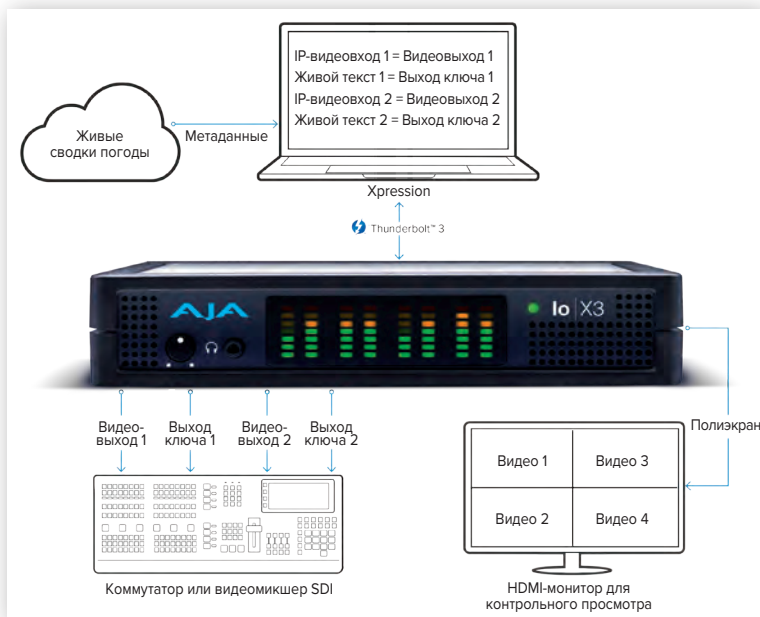 IP-видеовход 1 = Видеовыход 1
Живой текст 1 = Выход ключа 1
IP-видеовход 2 = Видеовыход 2
Живой текст 2 = Выход ключа 2
Живые
сводки погоды
Метаданные
Xpression
Thunderbolt™ 3
AJA
Io X3
Видео-
выход 1
Выход
ключа 1
Видео-
выход 2
Выход
ключа 2
Полиэкран
Видео 1
Видео 3
Видео 2
Видео 4
Коммутатор или видеомикшер SDI
HDMI-монитор для
контрольного просмотра